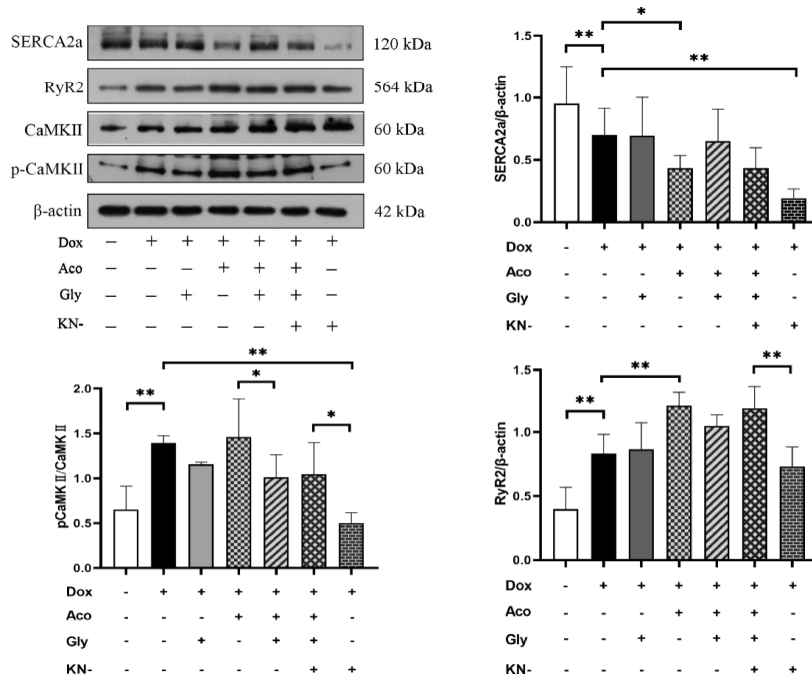 SERCA2a 120 kDa
RyR2 564 kDa
CaMKII 60 kDa
p-CaMKII 60 kDa
β-actin 42 kDa
Dox – + + + + + +
Aco – – – + + + –
Gly – – + – + + –
KN- – – – – – + +
** * **
SERCA2a/β-actin
1.5
1.0
0.5
0.0
Dox - + + + + + +
Aco - - - + + + -
Gly - - + - + + -
KN- - - - - - + +
** ** * *
pCaMK II/CaMK II
2.0
1.5
1.0
0.5
0.0
Dox - + + + + + +
Aco - - - + + + -
Gly - - + - + + -
KN- - - - - - + +
** ** **
RyR2/β-actin
1.5
1.0
0.5
0.0
Dox - + + + + + +
Aco - - - + + + -
Gly - - + - + + -
KN- - - - - - + +